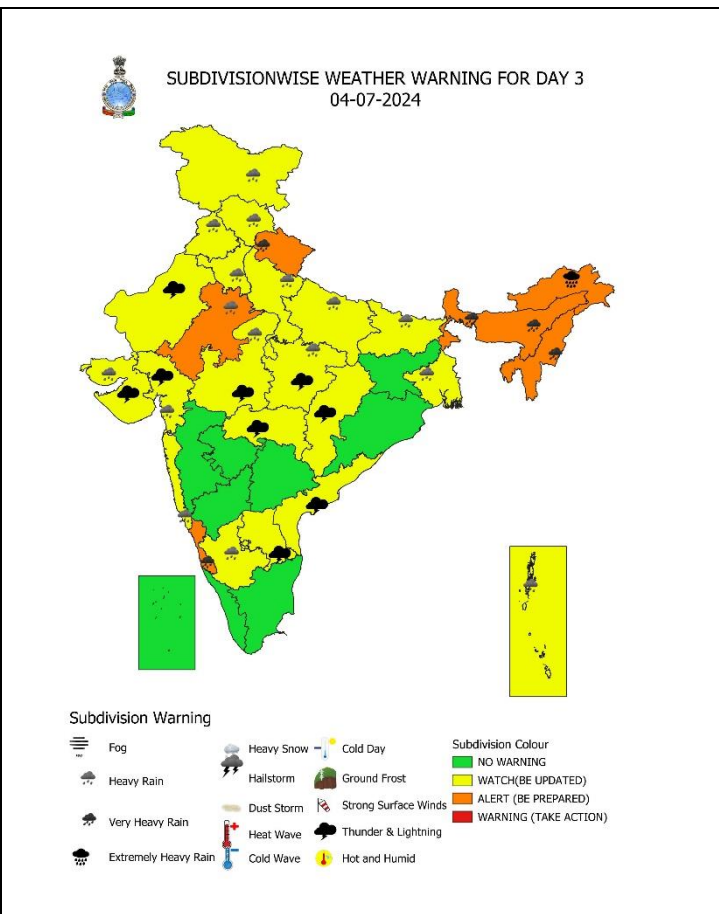 SUBDIVISIONWISE WEATHER WARNING FOR DAY 3
04-07-2024
Subdivision Warning
Fog
Heavy Rain
Very Heavy Rain
Extremely Heavy Rain
Heavy Snow
Hailstorm
Dust Storm
Heat Wave
Cold Wave
Cold Day
Ground Frost
Strong Surface Winds
Thunder & Lightning
Hot and Humid
Subdivision Colour
NO WARNING
WATCH(BE UPDATED)
ALERT (BE PREPARED)
WARNING (TAKE ACTION)